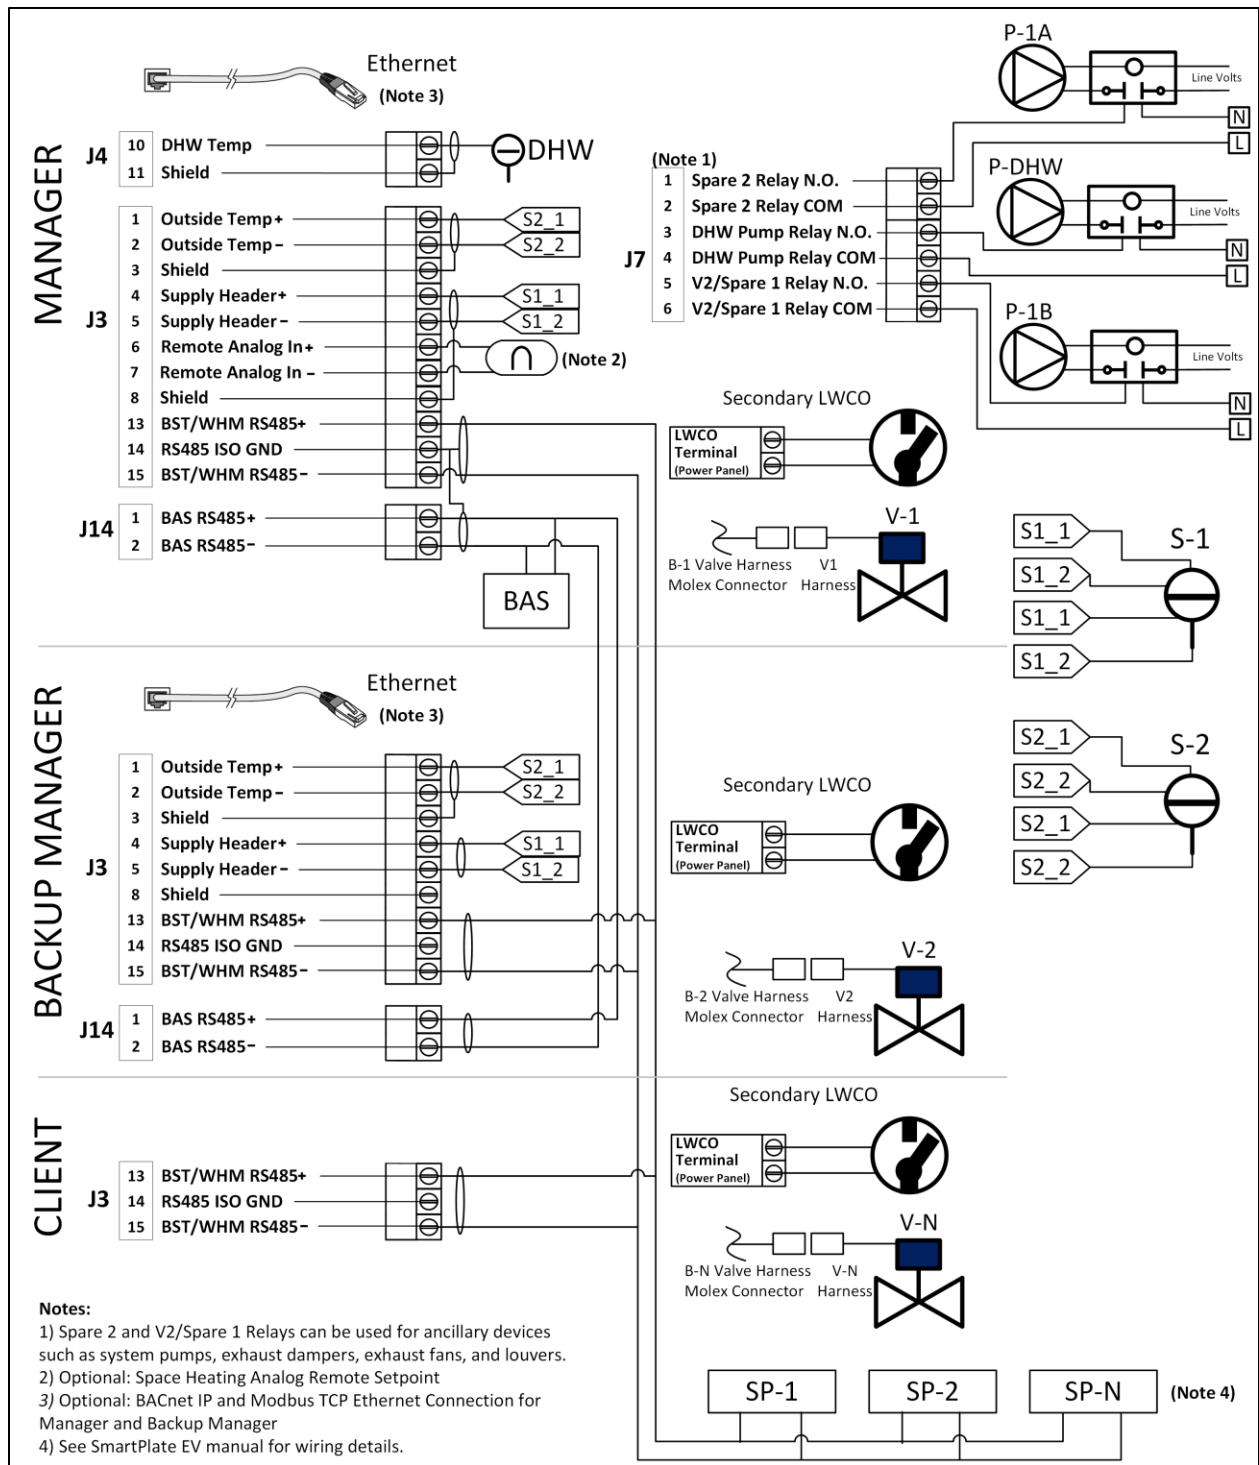 MANAGER
Ethernet
(Note 3)
J4
10 DHW Temp
11 Shield
DHW
J3
1 Outside Temp+
2 Outside Temp-
3 Shield
4 Supply Header+
5 Supply Header-
6 Remote Analog In+
7 Remote Analog In -
8 Shield
13 BST/WHM RS485+
14 RS485 ISO GND
15 BST/WHM RS485-
S2_1
S2_2
S1_1
S1_2
(Note 2)
J14
1 BAS RS485+
2 BAS RS485-
BAS
(Note 1)
J7
1 Spare 2 Relay N.O.
2 Spare 2 Relay COM
3 DHW Pump Relay N.O.
4 DHW Pump Relay COM
5 V2/Spare 1 Relay N.O.
6 V2/Spare 1 Relay COM
P-1A
Line Volts
N
L
P-DHW
Line Volts
N
L
P-1B
Line Volts
N
L
Secondary LWCO
LWCO
Terminal
(Power Panel)
V-1
B-1 Valve Harness
Molex Connector
V1
Harness
S1_1
S1_2
S1_1
S1_2
S-1
BACKUP MANAGER
Ethernet
(Note 3)
J3
1 Outside Temp+
2 Outside Temp-
3 Shield
4 Supply Header+
5 Supply Header-
8 Shield
13 BST/WHM RS485+
14 RS485 ISO GND
15 BST/WHM RS485-
S2_1
S2_2
S1_1
S1_2
J14
1 BAS RS485+
2 BAS RS485-
Secondary LWCO
LWCO
Terminal
(Power Panel)
V-2
B-2 Valve Harness
Molex Connector
V2
Harness
S2_1
S2_2
S2_1
S2_2
S-2
CLIENT
J3
13 BST/WHM RS485+
14 RS485 ISO GND
15 BST/WHM RS485-
Secondary LWCO
LWCO
Terminal
(Power Panel)
V-N
B-N Valve Harness
Molex Connector
V-N
Harness
SP-1
SP-2
SP-N
(Note 4)
Notes:
1) Spare 2 and V2/Spare 1 Relays can be used for ancillary devices
such as system pumps, exhaust dampers, exhaust fans, and louvers.
2) Optional: Space Heating Analog Remote Setpoint
3) Optional: BACnet IP and Modbus TCP Ethernet Connection for
Manager and Backup Manager
4) See SmartPlate EV manual for wiring details.